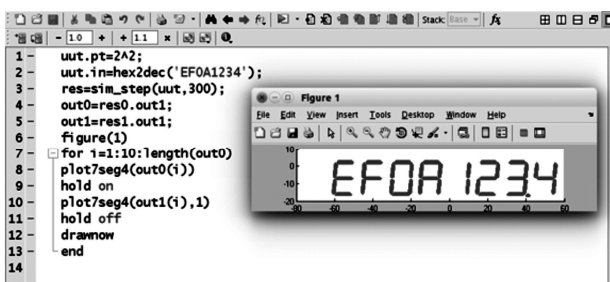 Stack: Base fx
- 1.0 + ÷ 1.1 ×
1 - uut.pt=2^2;
2 - uut.in=hex2dec('EF0A1234');
3 - res=sim_step(uut,300);
4 - out0=res0.out1;
5 - out1=res1.out1;
6 - figure(1)
7 - for i=1:10:length(out0)
8 - plot7seg4(out0(i))
9 - hold on
10 - plot7seg4(out1(i),1)
11 - hold off
12 - drawnow
13 - end
14
Figure 1
File Edit View Insert Tools Desktop Window Help
10
0
-10
-20
EF0A 123.4
-80 -60 -40 -20 0 20 40 60